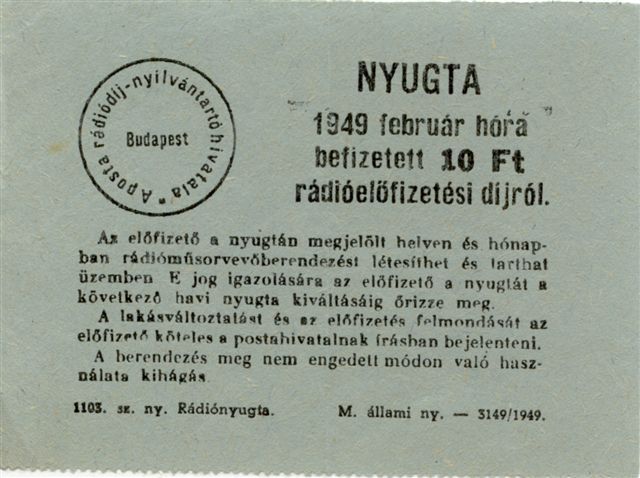 A posta rádiódíj-nyilvántartó hivatala *
Budapest
NYUGTA
1949 február hóra
befizetett 10 Ft
rádióelőfizetési díjról.
Az előfizető a nyugtán megjelölt helyen és hónap-
ban rádióműsorvevőberendezést létesíthet és tarthat
üzemben E jog igazolására az előfizető a nyugtát a
következő havi nyugta kiváltásáig őrizze meg.
A lakásváltoztatást és az előfizetés felmondását az
előfizető köteles a postahivatalnak írásban bejelenteni.
A berendezés meg nem engedett módon való hasz-
nálata kihágás.
1103. sz. ny. Rádiónyugta. M. állami ny. — 3149/1949.